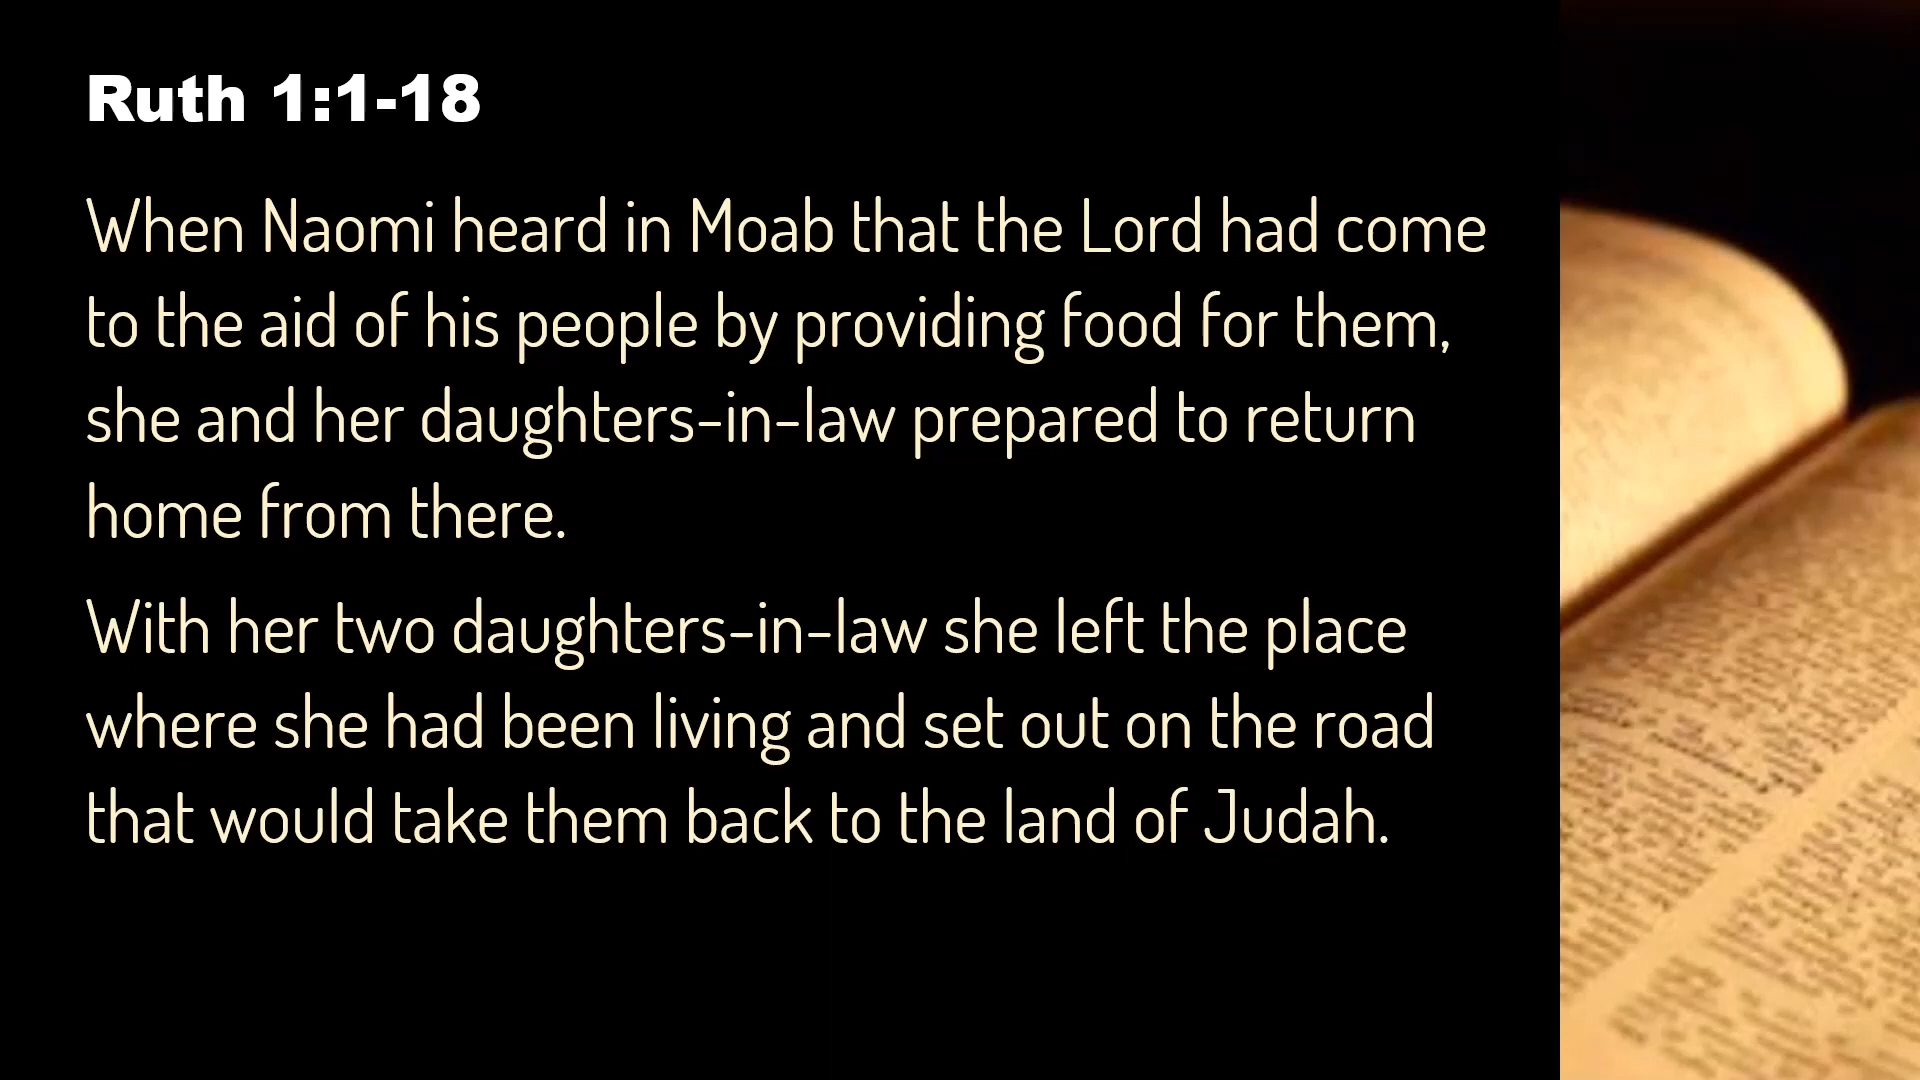 Ruth 1:1-18
When Naomi heard in Moab that the Lord had come
to the aid of his people by providing food for them,
she and her daughters-in-law prepared to return
home from there.
With her two daughters-in-law she left the place
where she had been living and set out on the road
that would take them back to the land of Judah.